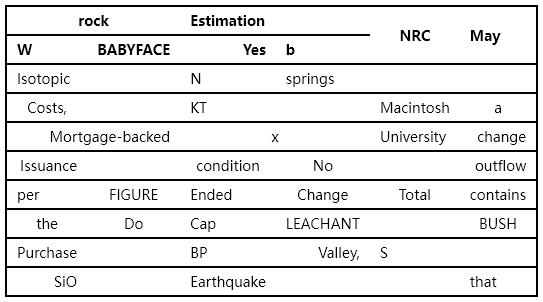 rock Estimation NRC May
W BABYFACE Yes b
Isotopic N springs
Costs, KT Macintosh a
Mortgage-backed x University change
Issuance condition No outflow
per FIGURE Ended Change Total contains
the Do Cap LEACHANT BUSH
Purchase BP Valley, S
SiO Earthquake that